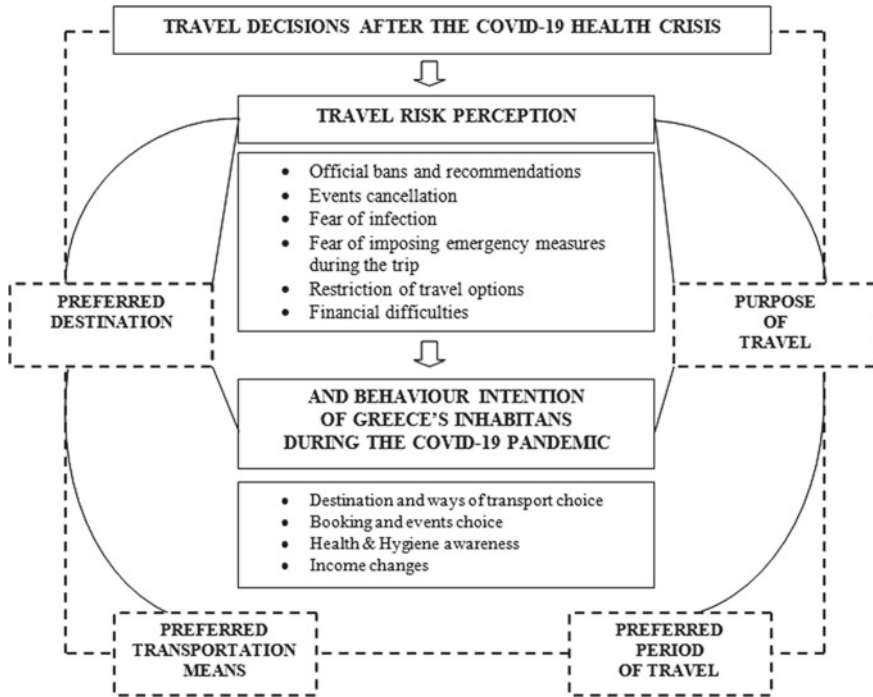 TRAVEL DECISIONS AFTER THE COVID-19 HEALTH CRISIS
TRAVEL RISK PERCEPTION
• Official bans and recommendations
• Events cancellation
• Fear of infection
• Fear of imposing emergency measures
during the trip
• Restriction of travel options
• Financial difficulties
PREFERRED
DESTINATION
PURPOSE
OF
TRAVEL
AND BEHAVIOUR INTENTION
OF GREECE'S INHABITANS
DURING THE COVID-19 PANDEMIC
• Destination and ways of transport choice
• Booking and events choice
• Health & Hygiene awareness
• Income changes
PREFERRED
TRANSPORTATION
MEANS
PREFERRED
PERIOD
OF TRAVEL